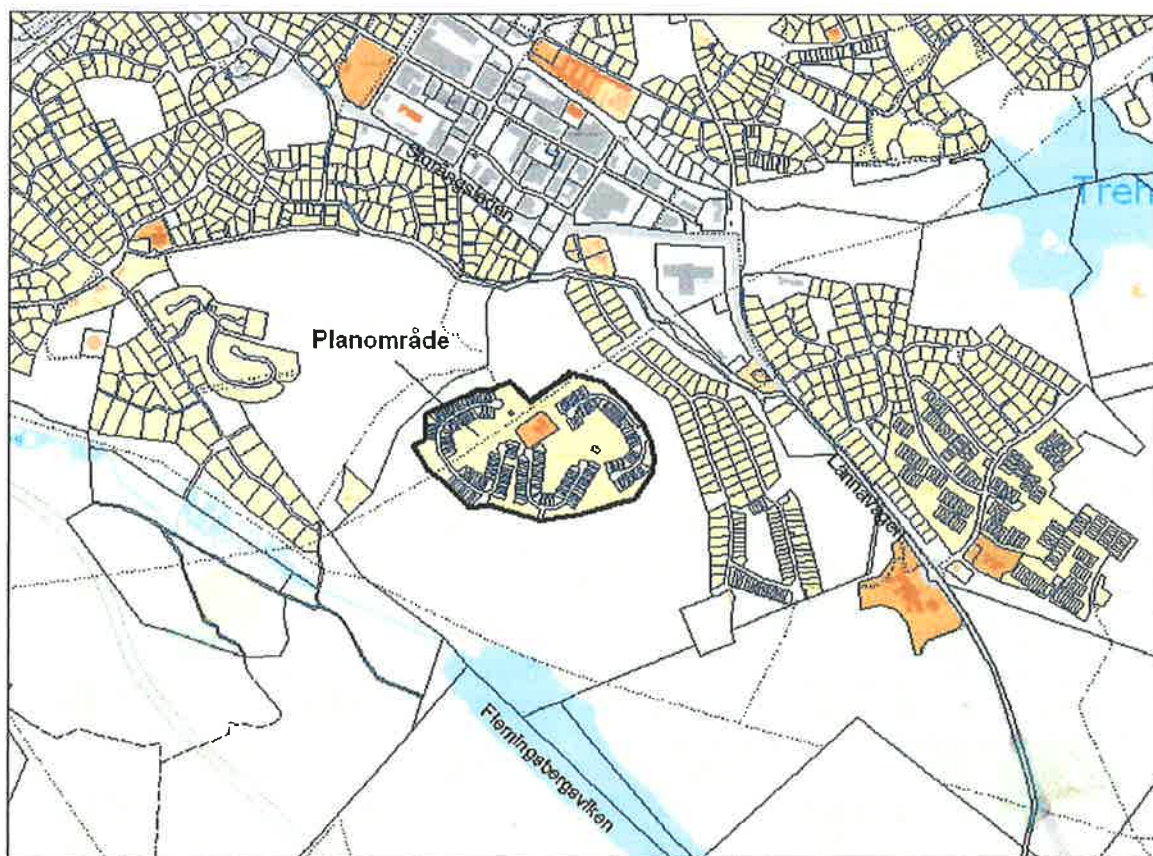 Storängsleden
Treh
Planområde
Lännavägen
Flemingsbergsviken